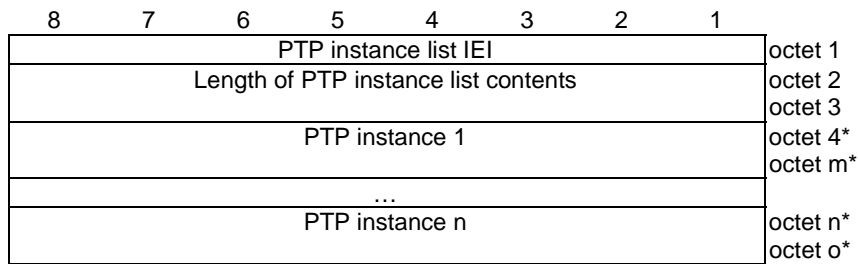 8 7 6 5 4 3 2 1
PTP instance list IEI octet 1
Length of PTP instance list contents octet 2
octet 3
PTP instance 1 octet 4*
octet m*
…
PTP instance n octet n*
octet o*